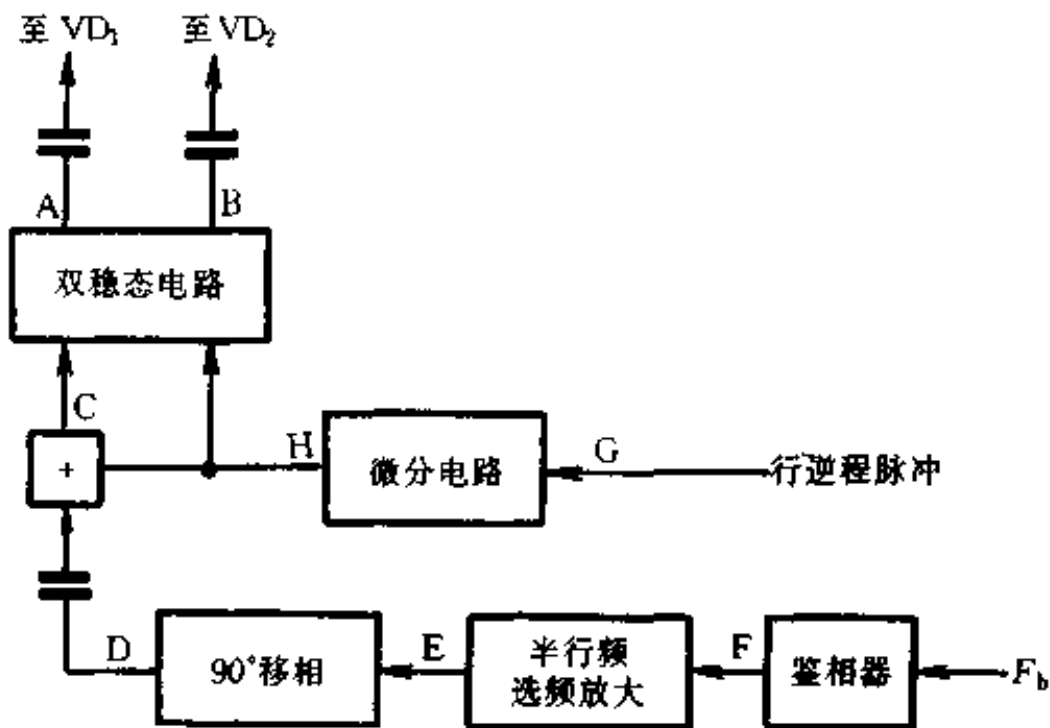 至 VD₁ 至 VD₂
A B
双稳态电路
C
+
H
微分电路
G
行逆程脉冲
D
90°移相
E
半行频
选频放大
F
鉴相器
F_b